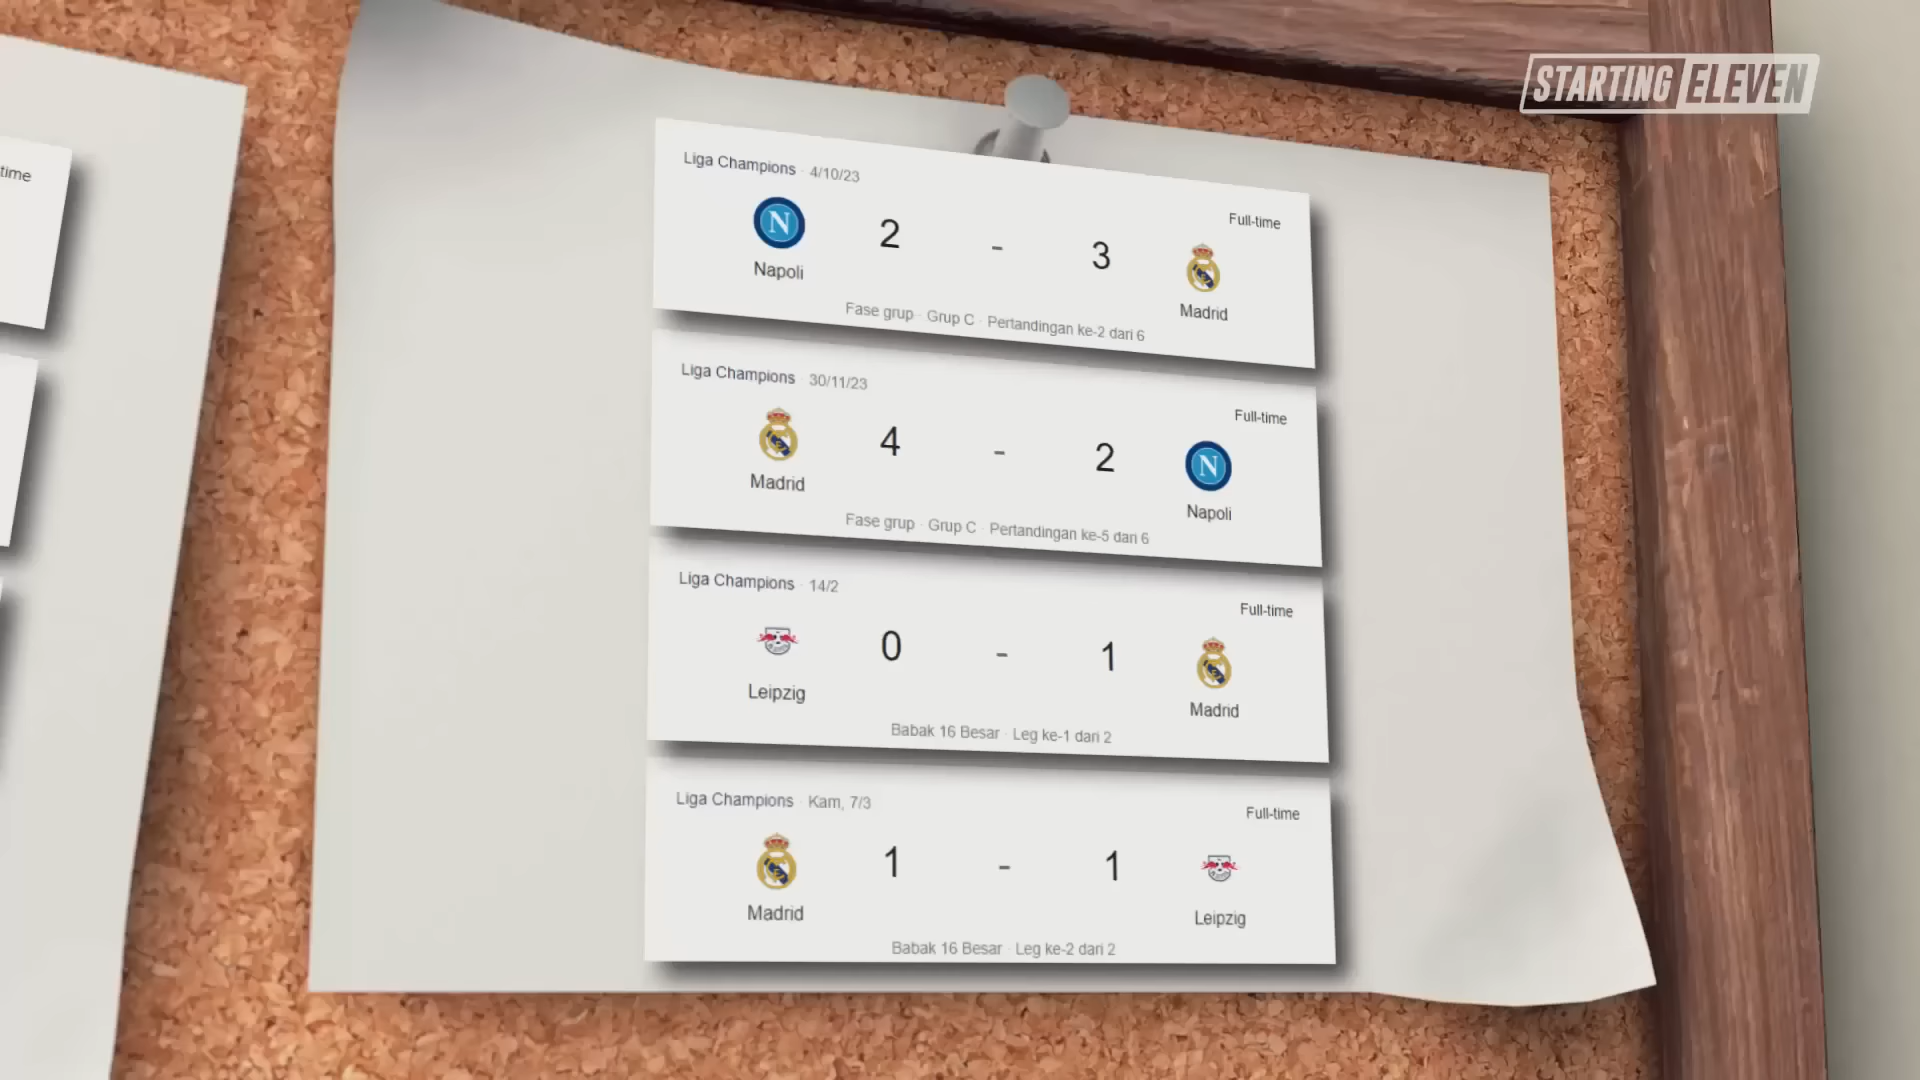 STARTING ELEVEN
time
Liga Champions · 4/10/23
Full-time
2 - 3
N
Napoli
Madrid
Fase grup · Grup C · Pertandingan ke-2 dari 6
Liga Champions · 30/11/23
Full-time
4 - 2
N
Madrid
Napoli
Fase grup · Grup C · Pertandingan ke-5 dari 6
Liga Champions · 14/2
Full-time
0 - 1
Leipzig
Madrid
Babak 16 Besar · Leg ke-1 dari 2
Liga Champions · Kam, 7/3
Full-time
1 - 1
Madrid
Leipzig
Babak 16 Besar · Leg ke-2 dari 2